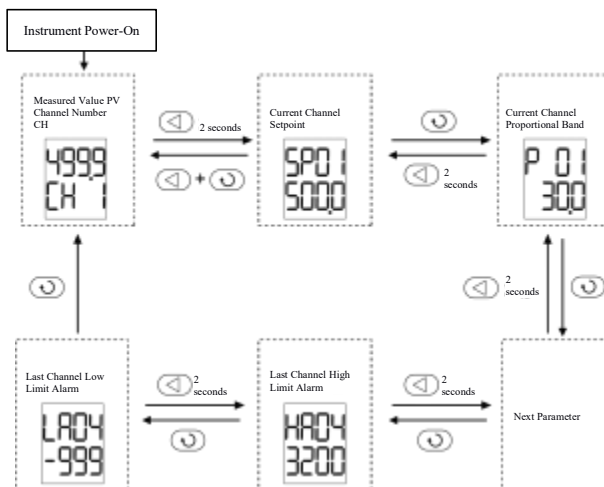 Instrument Power-On
Measured Value PV
Channel Number
CH
499.9
CH 1
2 seconds
Current Channel
Setpoint
SP01
500.0
2
seconds
Current Channel
Proportional Band
P 01
30.0
+
2
seconds
Last Channel Low
Limit Alarm
LA04
-999
2
seconds
Last Channel High
Limit Alarm
HA04
3200
2
seconds
Next Parameter